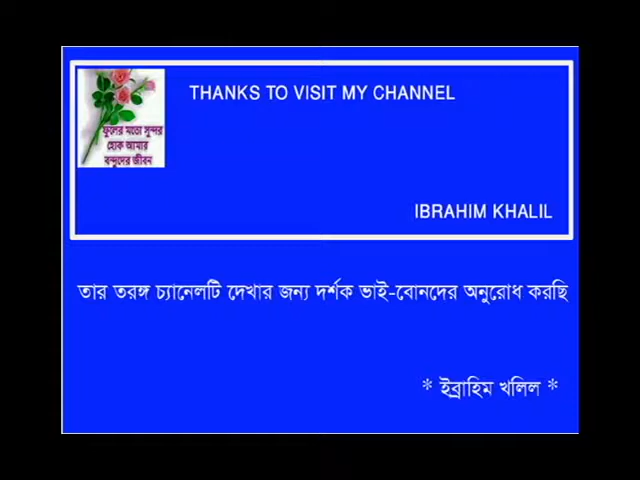 THANKS TO VISIT MY CHANNEL
ফুলের মতো সুন্দর
হোক আমার
বন্দুদের জীবন
IBRAHIM KHALIL
তার তরঙ্গ চ্যানেলটি দেখার জন্য দর্শক ভাই-বোনদের অনুরোধ করছি
* ইব্রাহিম খলিল *